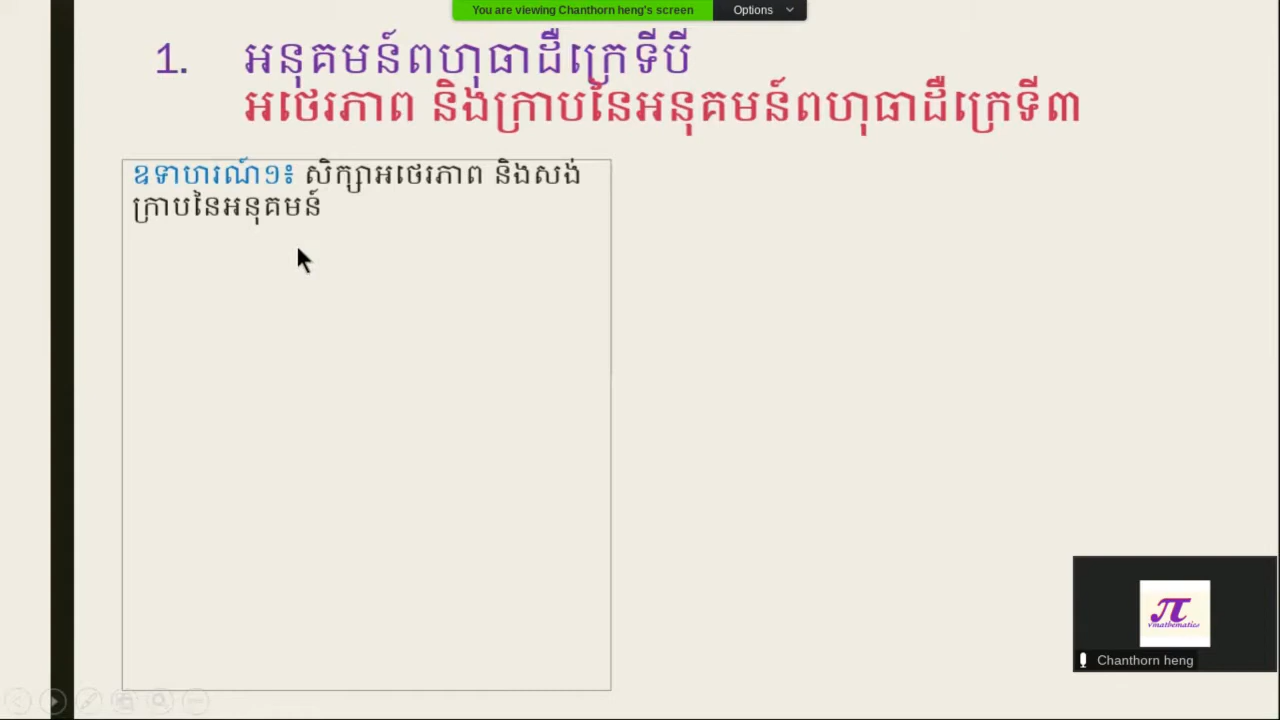 You are viewing Chanthorn heng's screen Options
1. អនុគមន៍ពហុធាដឺក្រេទីបី
អថេរភាព និងក្រាបនៃអនុគមន៍ពហុធាដឺក្រេទី៣
ឧទាហរណ៍១៖ សិក្សាអថេរភាព និងសង់
ក្រាបនៃអនុគមន៍
π
vmathematics
Chanthorn heng